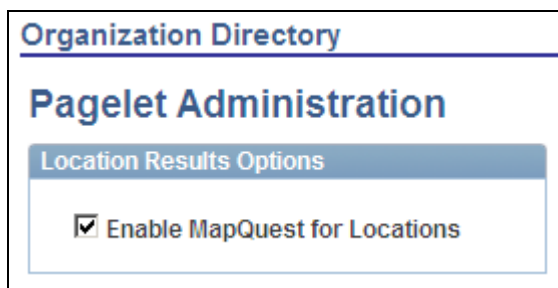 Organization Directory
Pagelet Administration
Location Results Options
Enable MapQuest for Locations